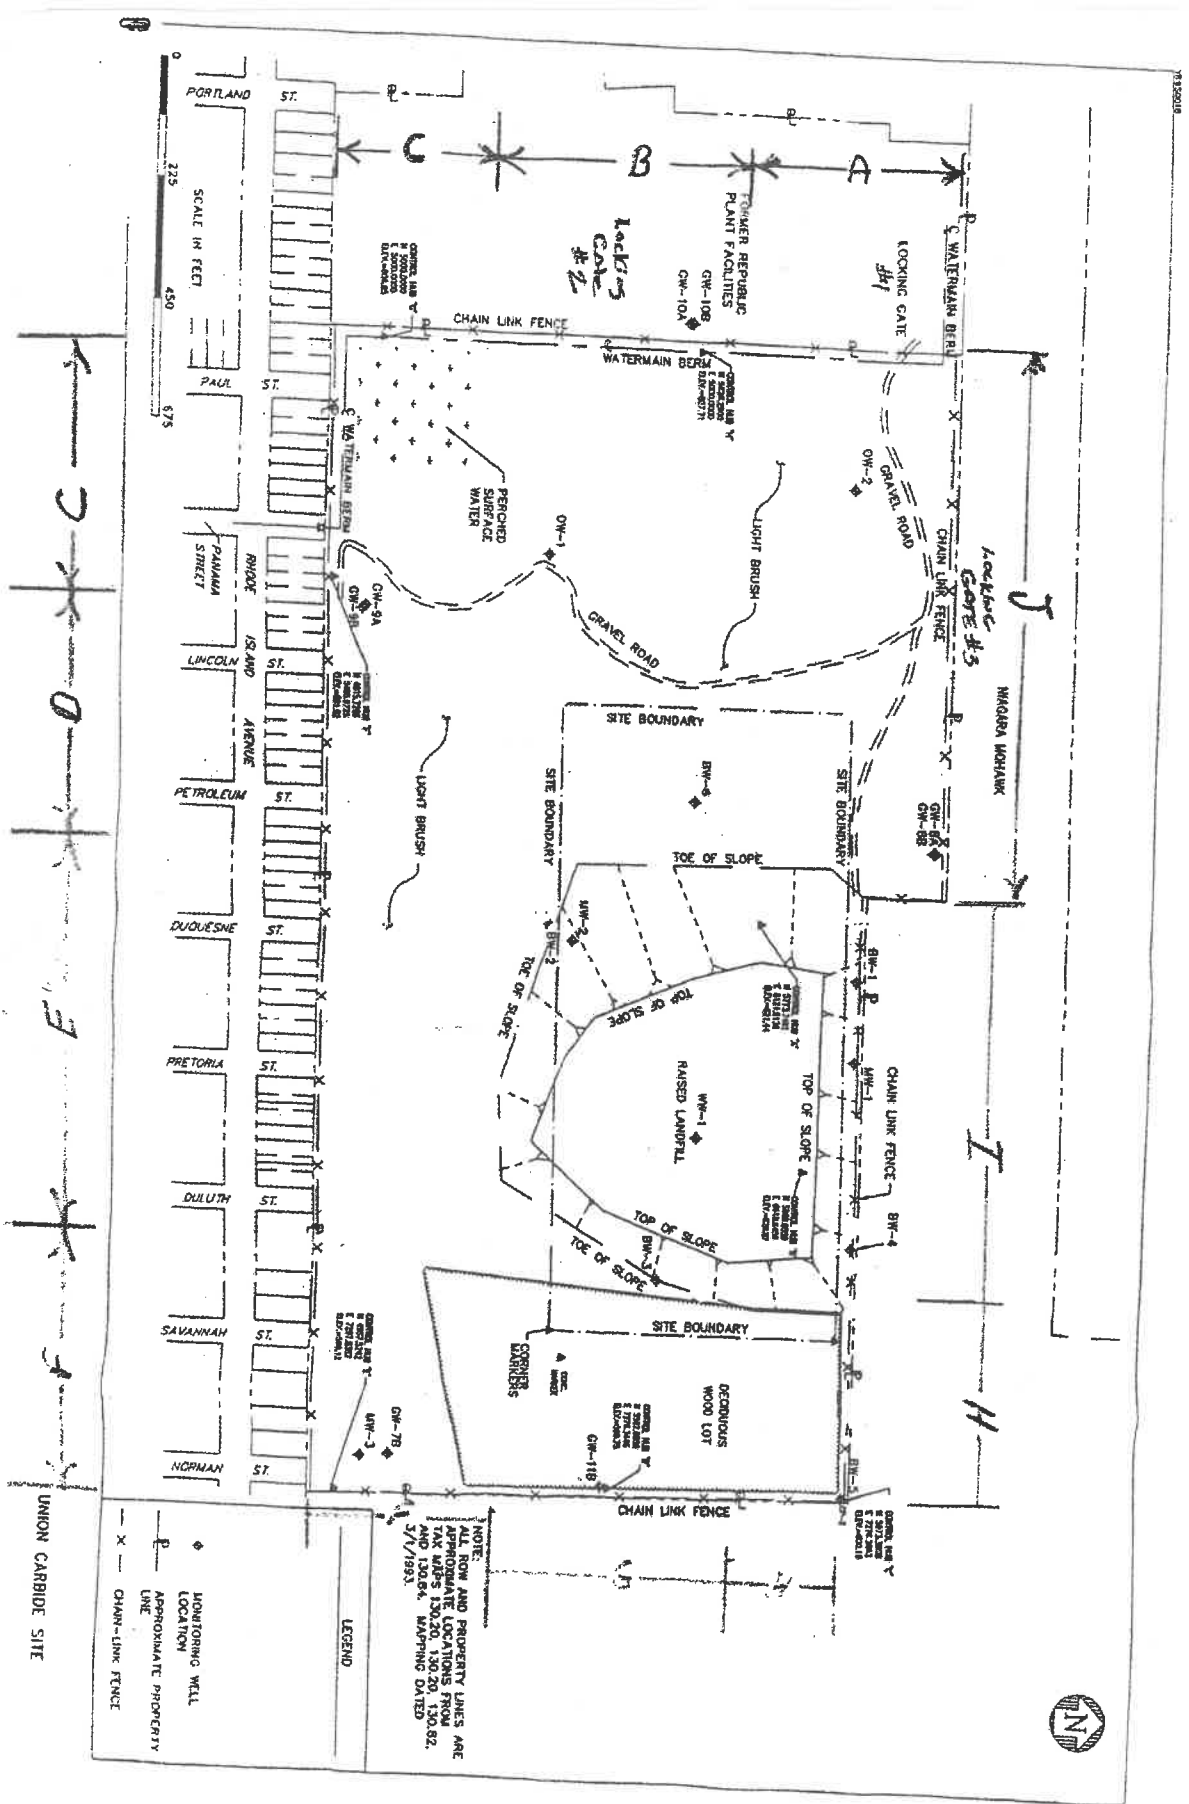 PORTLAND ST.
0
225
450
675
SCALE IN FEET
PAUL ST.
PANAMA
STREET
RHODE ISLAND AVENUE
LINCOLN ST.
PETROLEUM ST.
DUQUESNE ST.
PRETORIA ST.
DULUTH ST.
SAVANNAH ST.
NORMAN ST.
C
B
A
Locking
Gate
#2
FORMER REPUBLIC
PLANT FACILITIES
GW-10B
GW-10A
LOCKING GATE
#1
C WATERMAIN BERM
CHAIN LINK FENCE
WATERMAIN BERM
C WATERMAIN BERM
PERCHED
SURFACE
WATER
OW-1
OW-2
LIGHT BRUSH
GRAVEL ROAD
GRAVEL ROAD
CHAIN LINK FENCE
Locking
GATE #3
J
NIAGARA MOHAWK
GW-9A
GW-9B
LIGHT BRUSH
SITE BOUNDARY
SITE BOUNDARY
SITE BOUNDARY
BW-6
GW-8A
GW-8B
TOE OF SLOPE
MW-2
BW-2
TOE OF SLOPE
TOP OF SLOPE
BW-1
MW-1
CHAIN LINK FENCE
TOP OF SLOPE
WW-1
RAISED LANDFILL
BW-4
I
TOP OF SLOPE
TOE OF SLOPE
BW-3
SITE BOUNDARY
CORNER
MARKERS
DECIDUOUS
WOOD LOT
H
GW-7B
MW-3
GW-11B
BW-5
CHAIN LINK FENCE
C
D
E
F
G
NOTE:
ALL ROW AND PROPERTY LINES ARE
APPROXIMATE LOCATIONS FROM
TAX MAPS 130.20, 130.20, 130.82,
AND 130.84. MAPPING DATED
3/1/1993.
LEGEND
MONITORING WELL
LOCATION
APPROXIMATE PROPERTY
LINE
CHAIN-LINK FENCE
UNION CARBIDE SITE
N